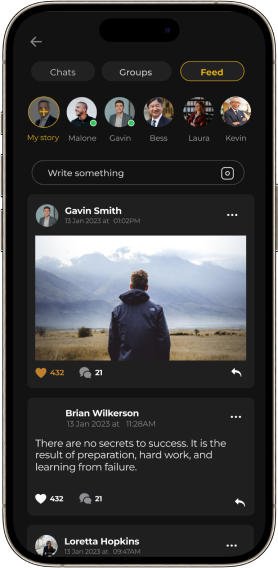 Chats Groups Feed
My story Malone Gavin Bess Laura Kevin
Write something
Gavin Smith
13 Jan 2023 at 01:02PM
432 21
Brian Wilkerson
13 Jan 2023 at 11:28AM
There are no secrets to success. It is the
result of preparation, hard work, and
learning from failure.
432 21
Loretta Hopkins
13 Jan 2023 at 09:47AM